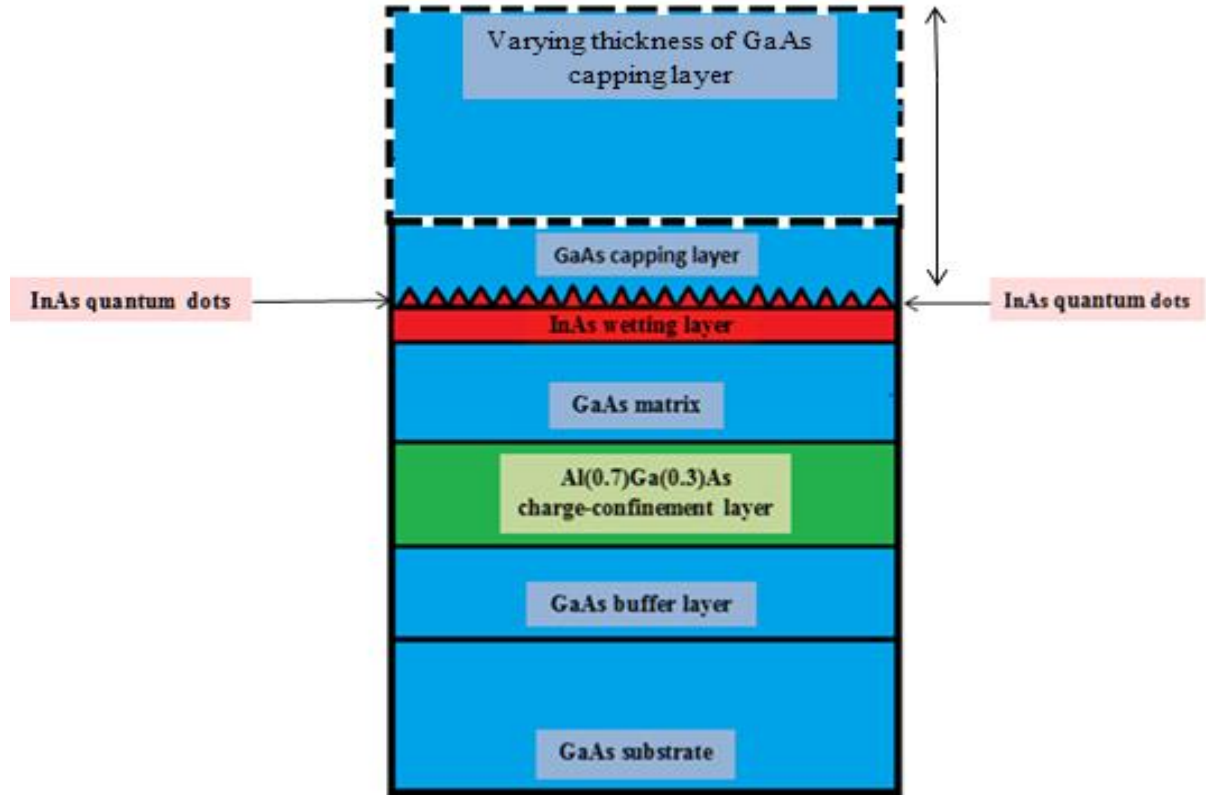 Varying thickness of GaAs
capping layer
GaAs capping layer
InAs quantum dots
InAs quantum dots
InAs wetting layer
GaAs matrix
Al(0.7)Ga(0.3)As
charge-confinement layer
GaAs buffer layer
GaAs substrate